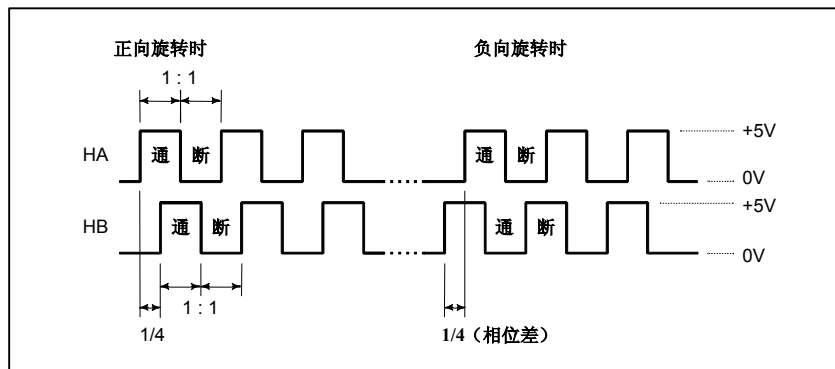 正向旋转时 负向旋转时
1 : 1
HA 通 断 通 断 +5V
0V
HB 通 断 通 断 +5V
0V
1 : 1
1/4 1/4（相位差）